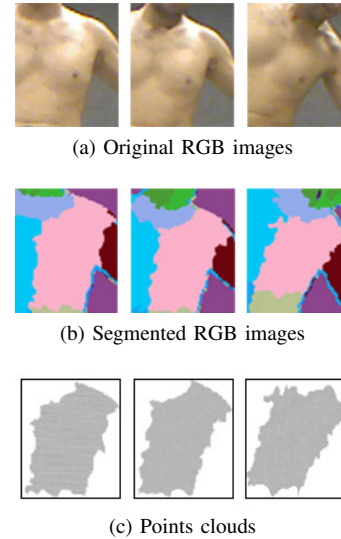 (a) Original RGB images
(b) Segmented RGB images
(c) Points clouds